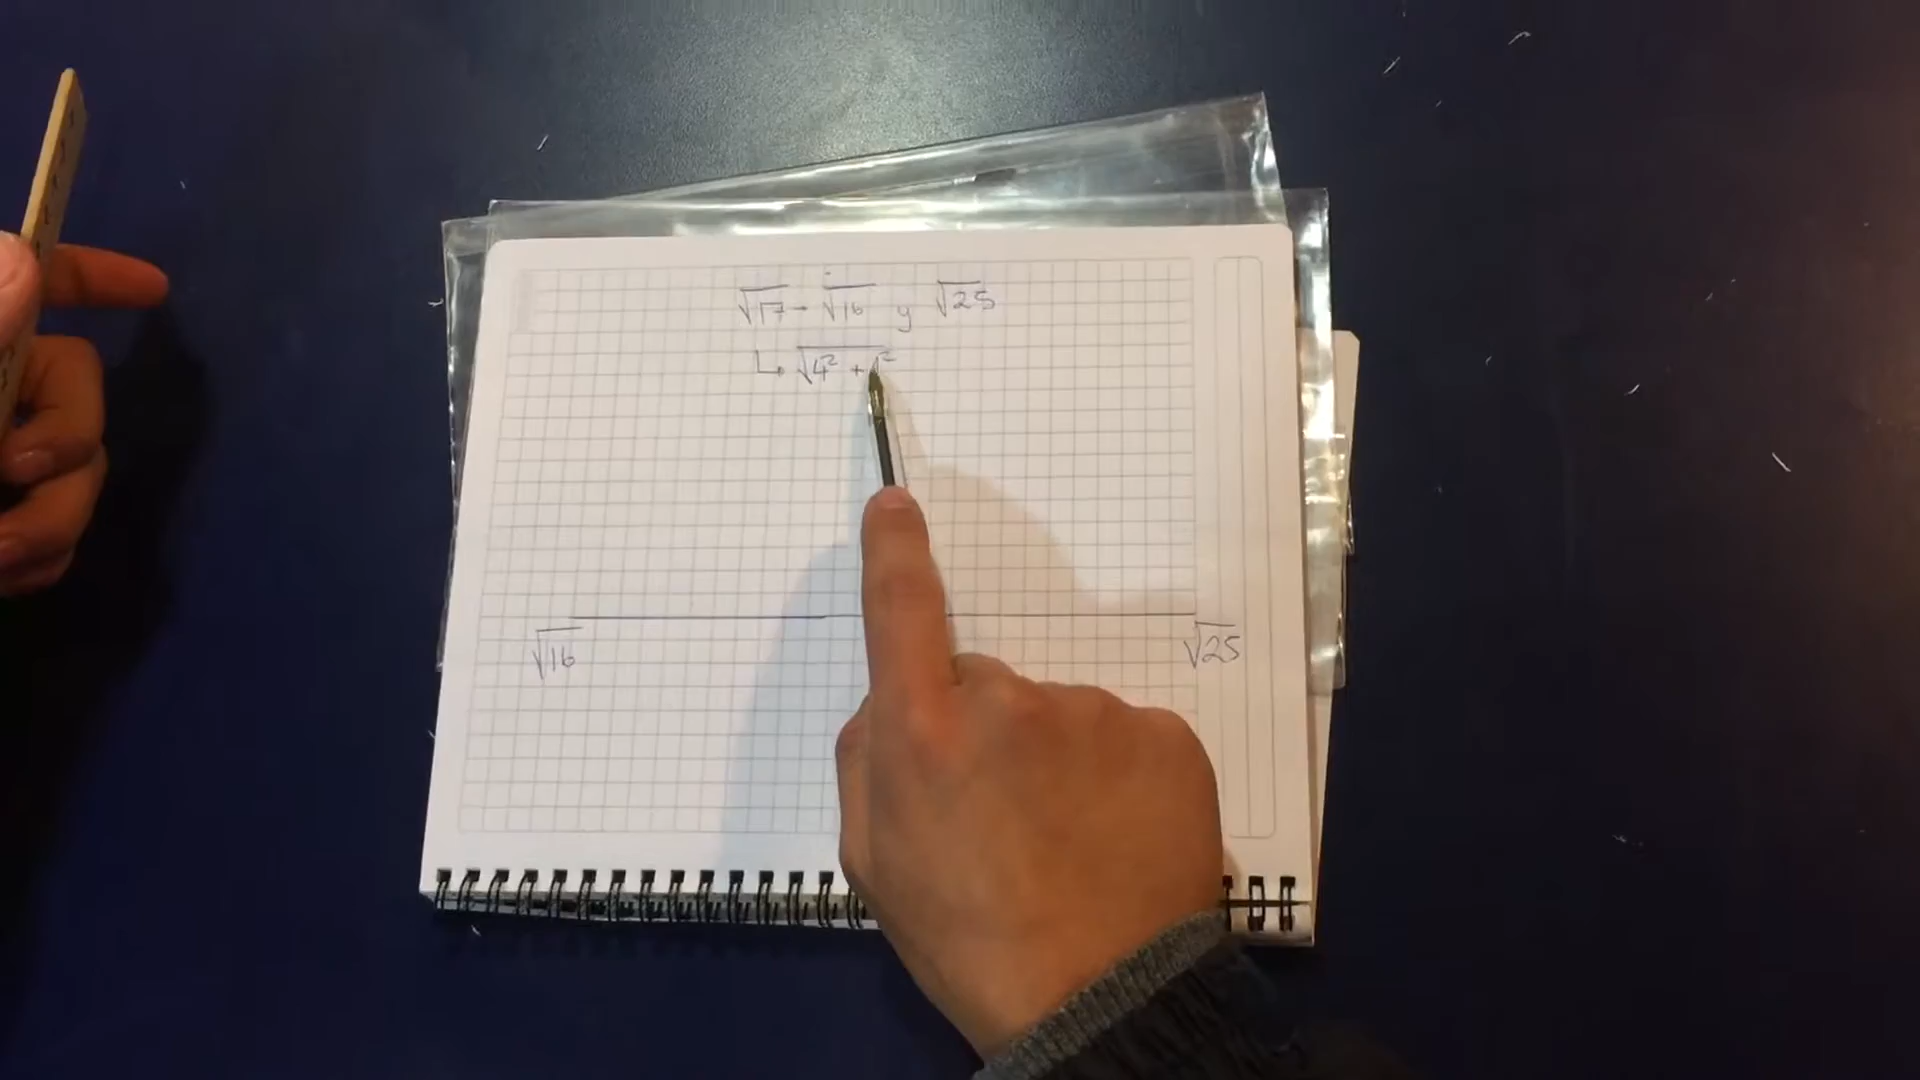 √17 → √16 y √25
↳ √4² + 1²
√16 √25